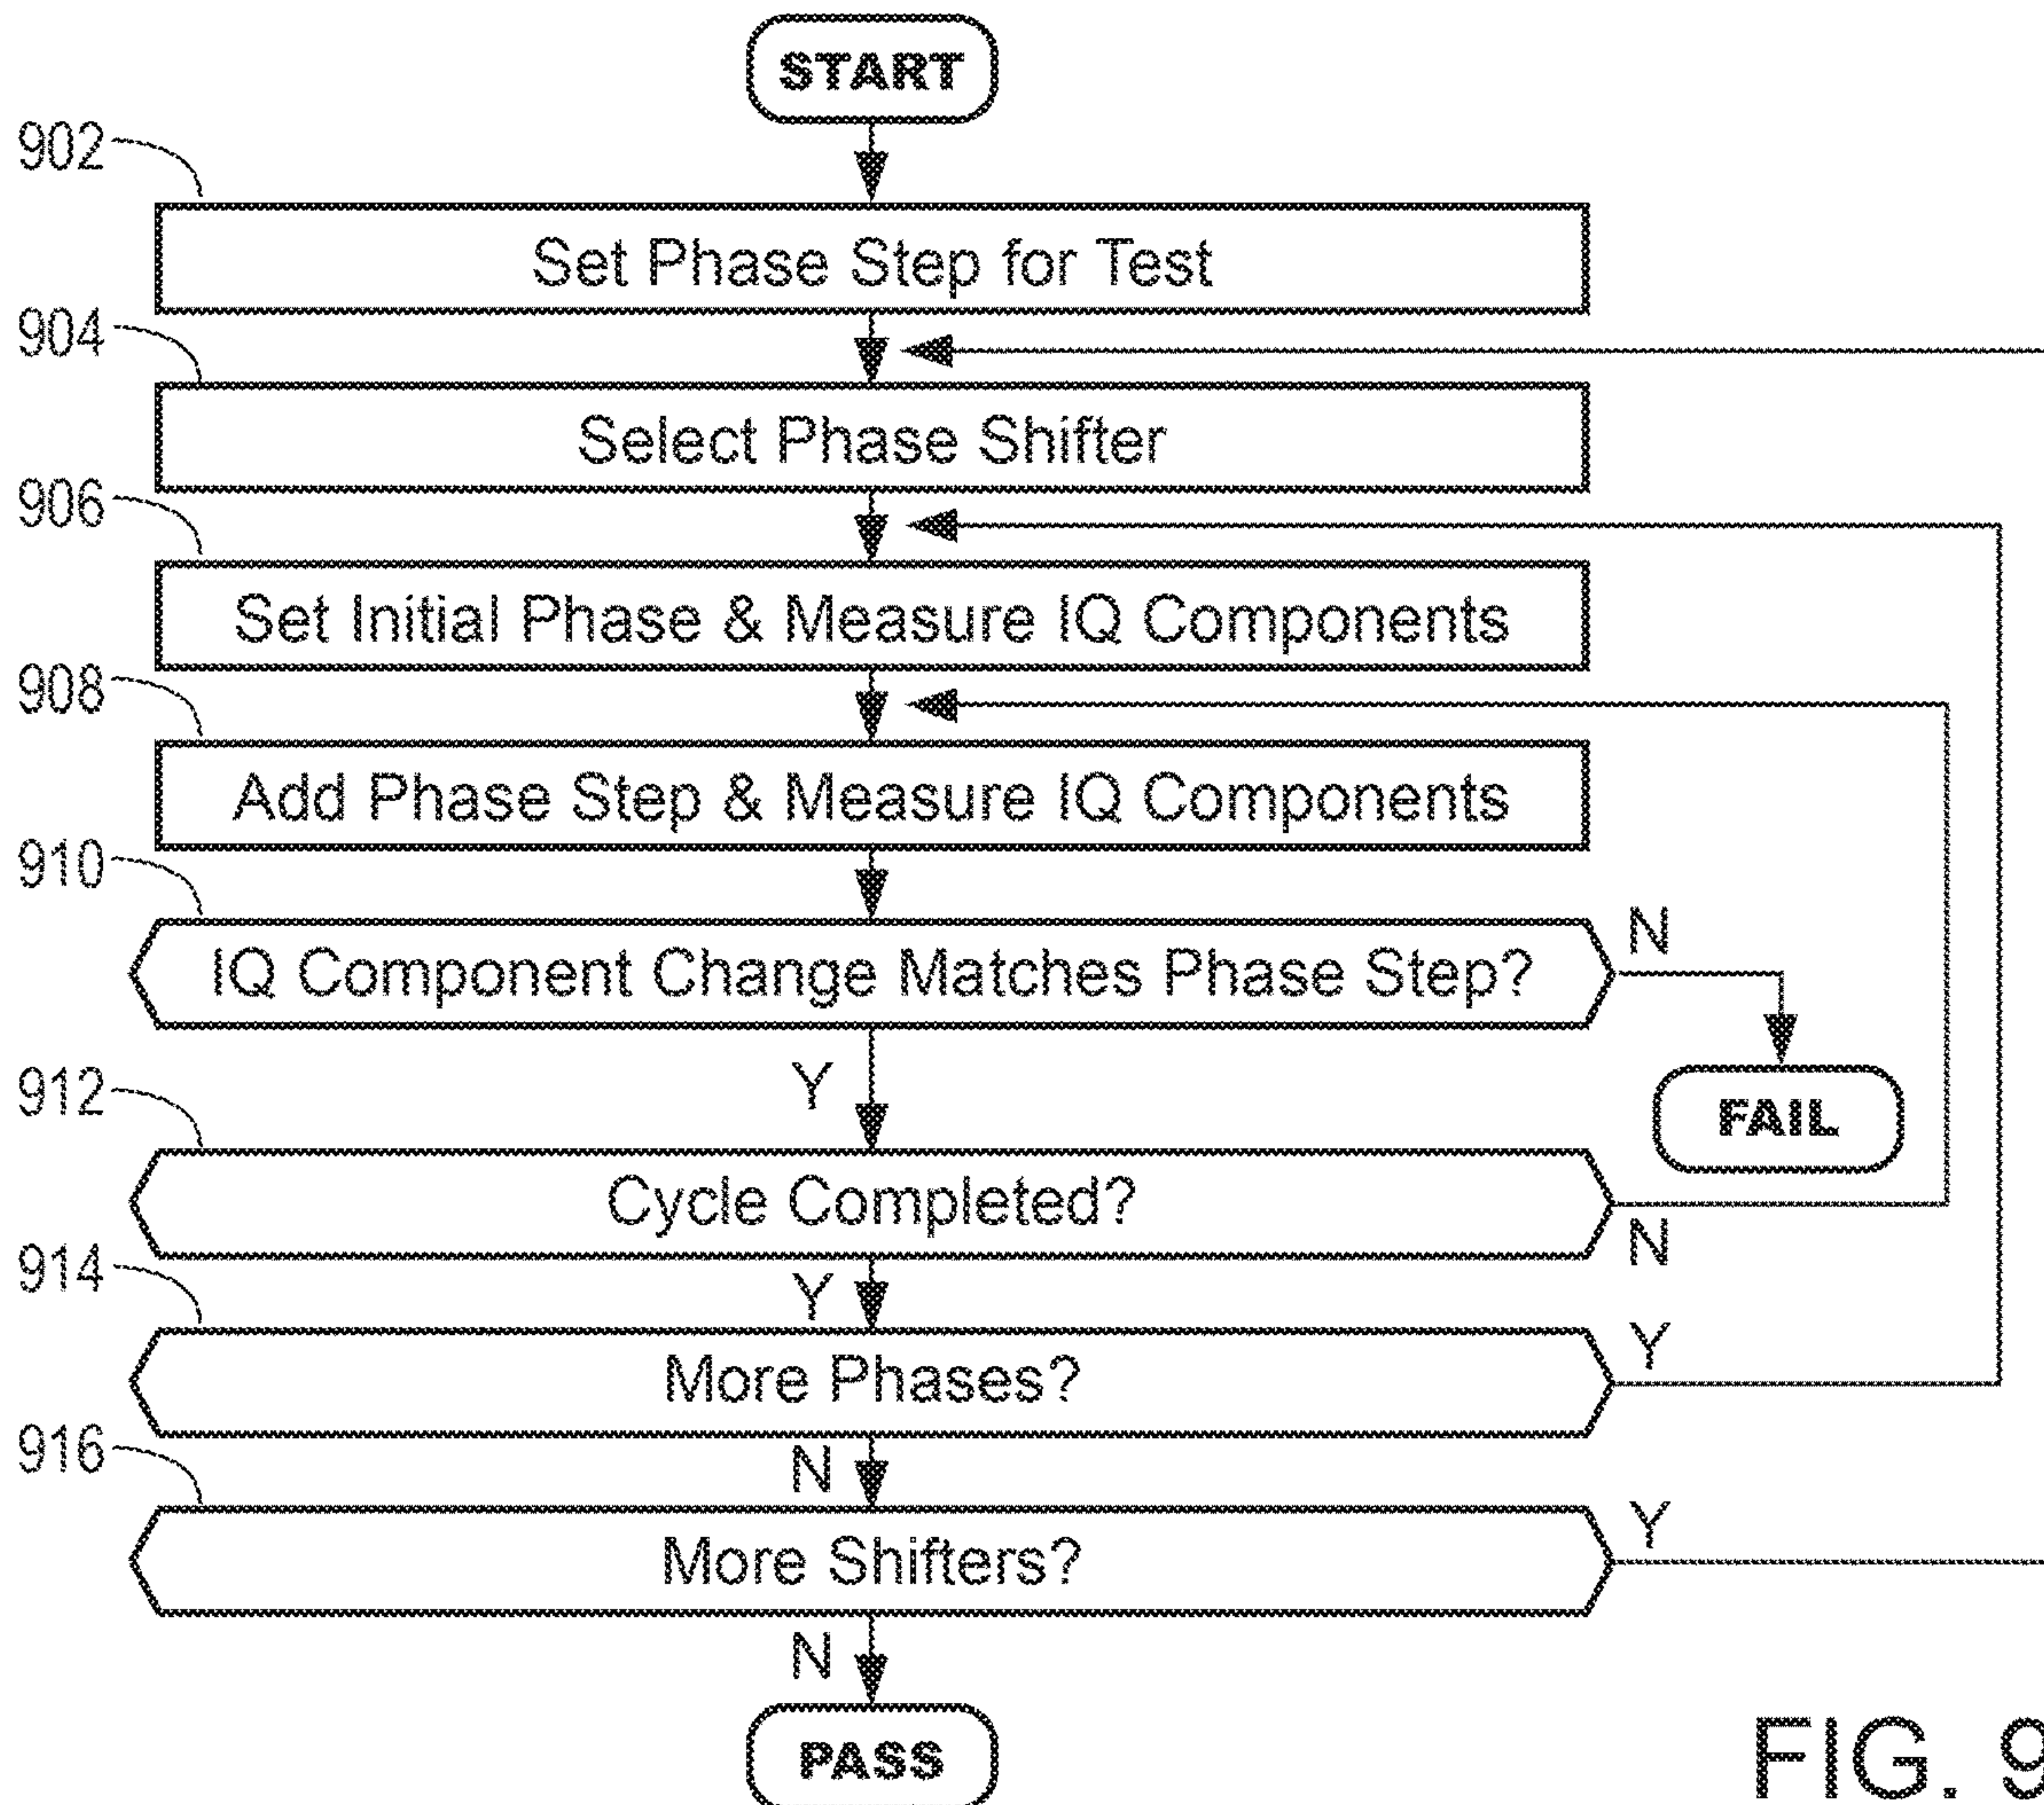 START
902
Set Phase Step for Test
904
Select Phase Shifter
906
Set Initial Phase & Measure IQ Components
908
Add Phase Step & Measure IQ Components
910
IQ Component Change Matches Phase Step?
N
FAIL
Y
912
Cycle Completed?
N
Y
914
More Phases?
Y
N
916
More Shifters?
Y
N
PASS
FIG. 9